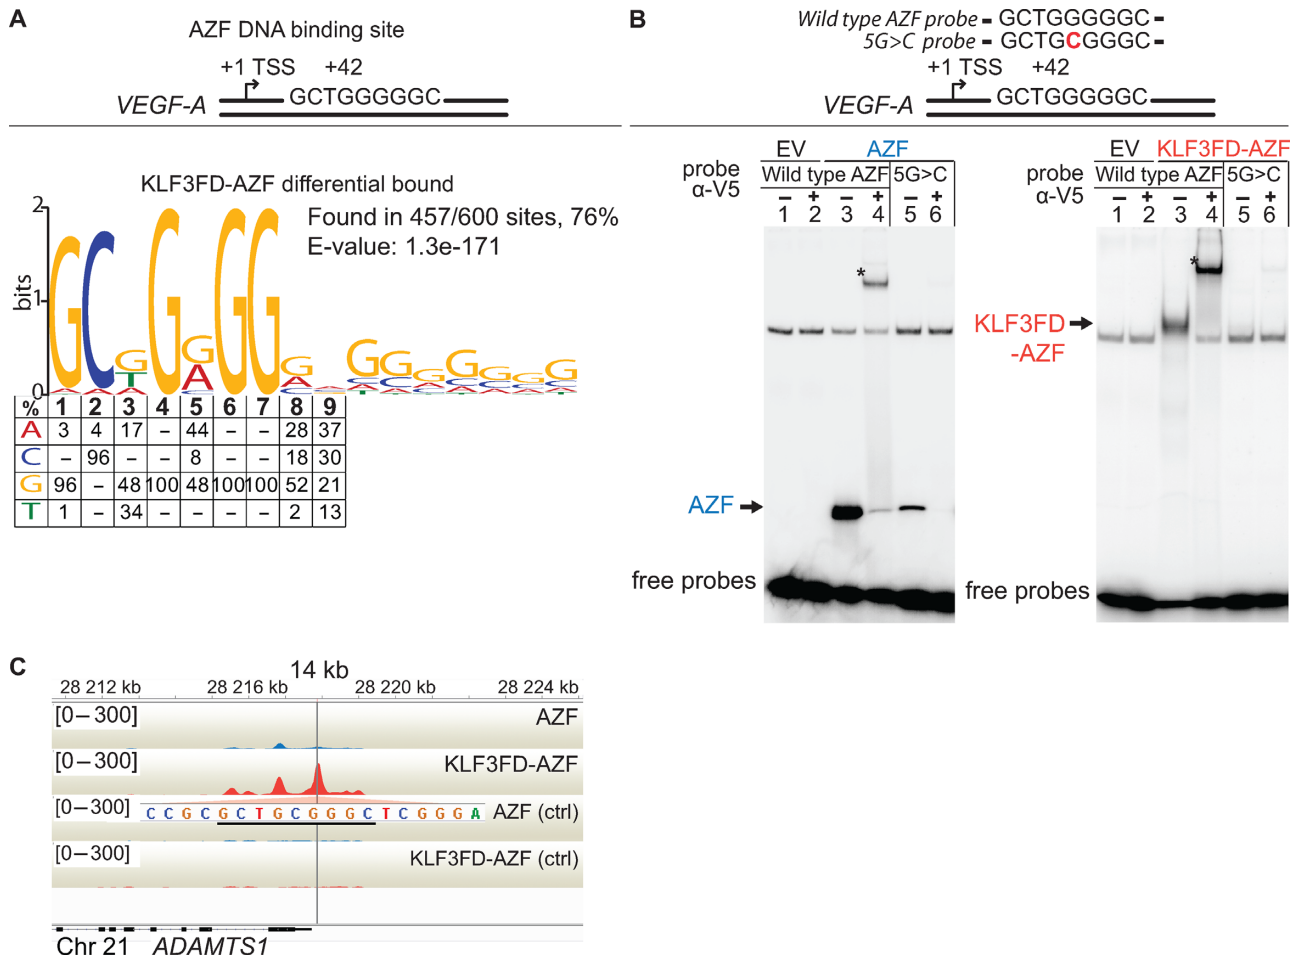 A
AZF DNA binding site
+1 TSS +42
VEGF-A GCTGGGGGC
KLF3FD-AZF differential bound
Found in 457/600 sites, 76%
E-value: 1.3e-171
bits
2
1
0
% 1 2 3 4 5 6 7 8 9
A 3 4 17 – 44 – – 28 37
C – 96 – – 8 – – 18 30
G 96 – 48 100 48 100 100 52 21
T 1 – 34 – – – – 2 13
B
Wild type AZF probe - GCTGGGGGC -
5G>C probe - GCTGCGGGC -
+1 TSS +42
VEGF-A GCTGGGGGC
EV AZF
probe Wild type AZF 5G>C
α-V5 – + – + – +
1 2 3 4 5 6
*
AZF
free probes
EV KLF3FD-AZF
probe Wild type AZF 5G>C
α-V5 – + – + – +
1 2 3 4 5 6
*
KLF3FD
-AZF
free probes
C
14 kb
28 212 kb 28 216 kb 28 220 kb 28 224 kb
[0–300] AZF
[0–300] KLF3FD-AZF
[0–300] CCGCGCTGCGGGCTCGGGA AZF (ctrl)
[0–300] KLF3FD-AZF (ctrl)
Chr 21 ADAMTS1